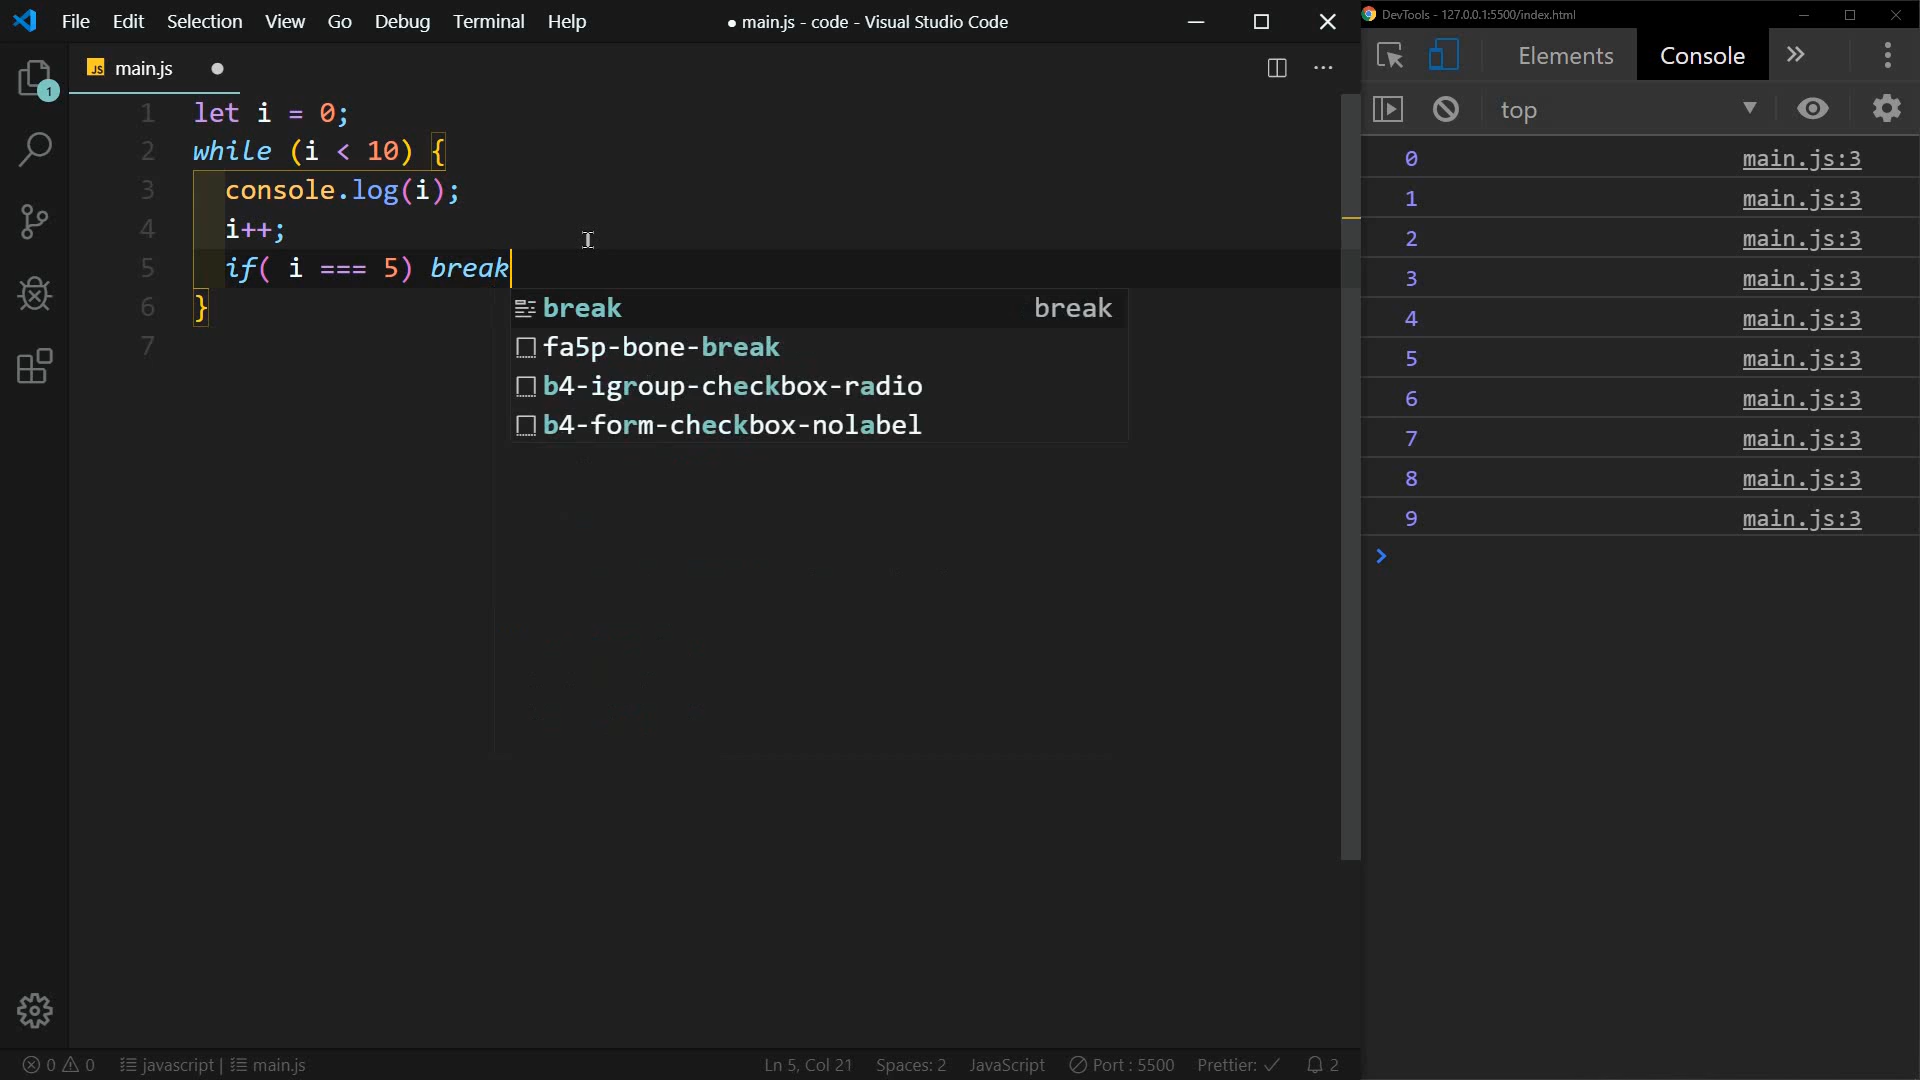 File Edit Selection View Go Debug Terminal Help
● main.js - code - Visual Studio Code
DevTools - 127.0.0.1:5500/index.html
JS main.js
Elements Console
top
1
1 let i = 0;
2 while (i < 10) {
3 console.log(i);
4 i++;
5 if( i === 5) break
6 }
7
break break
fa5p-bone-break
b4-igroup-checkbox-radio
b4-form-checkbox-nolabel
0 main.js:3
1 main.js:3
2 main.js:3
3 main.js:3
4 main.js:3
5 main.js:3
6 main.js:3
7 main.js:3
8 main.js:3
9 main.js:3
0 0 javascript | main.js Ln 5, Col 21 Spaces: 2 JavaScript Port : 5500 Prettier: ✓ 2